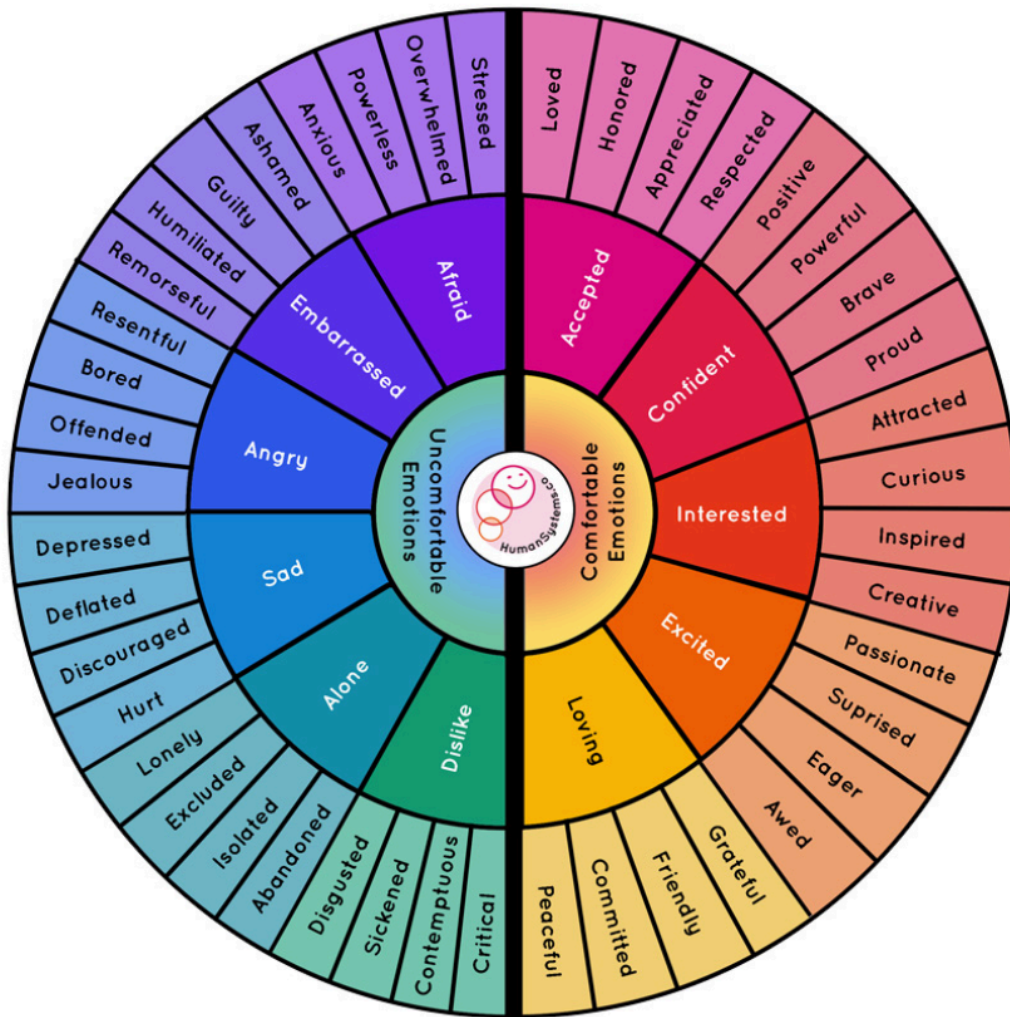 Uncomfortable
Emotions
Comfortable
Emotions
HumanSystems.co
Accepted
Loved
Honored
Appreciated
Respected
Confident
Positive
Powerful
Brave
Proud
Interested
Attracted
Curious
Inspired
Creative
Excited
Passionate
Suprised
Eager
Awed
Loving
Grateful
Friendly
Committed
Peaceful
Dislike
Critical
Contemptuous
Sickened
Disgusted
Alone
Abandoned
Isolated
Excluded
Lonely
Sad
Hurt
Discouraged
Deflated
Depressed
Angry
Jealous
Offended
Bored
Resentful
Embarrassed
Remorseful
Humiliated
Guilty
Ashamed
Afraid
Anxious
Powerless
Overwhelmed
Stressed